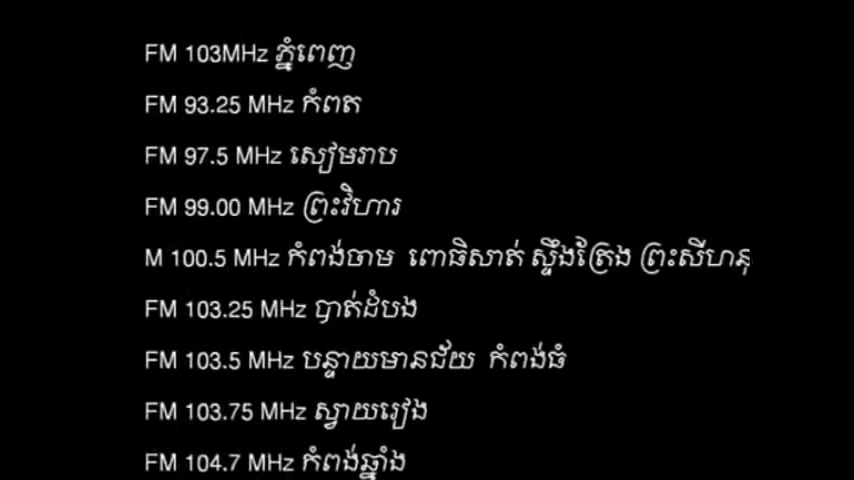 FM 103MHz ភ្នំពេញ
FM 93.25 MHz កំពត
FM 97.5 MHz សៀមរាប
FM 99.00 MHz ព្រះវិហារ
M 100.5 MHz កំពង់ចាម ពោធិសាត់ ស្ទឹងត្រែង ព្រះសីហនុ
FM 103.25 MHz បាត់ដំបង
FM 103.5 MHz បន្ទាយមានជ័យ កំពង់ធំ
FM 103.75 MHz ស្វាយរៀង
FM 104.7 MHz កំពង់ឆ្នាំង